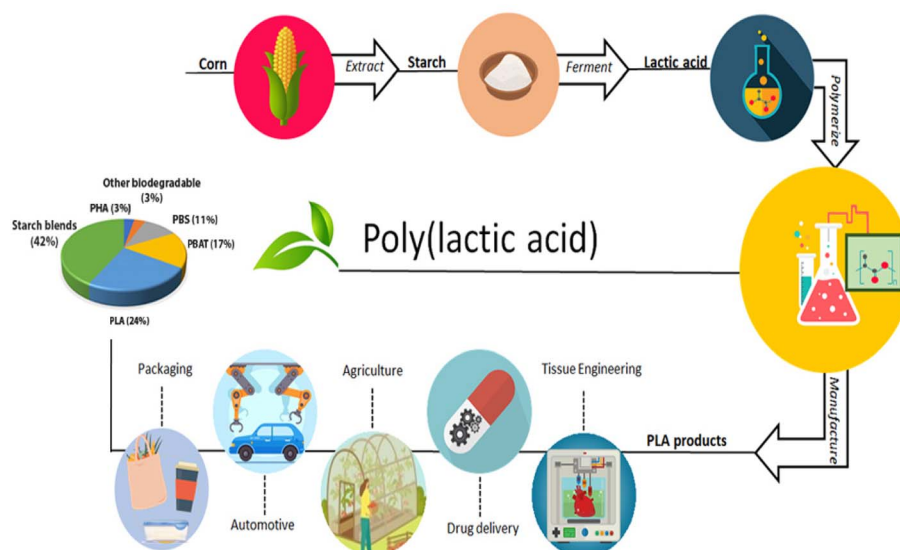 Corn
Extract
Starch
Ferment
Lactic acid
Polymerize
Other biodegradable
(3%)
PHA (3%)
PBS (11%)
Starch blends
(42%)
PBAT (17%)
PLA (24%)
Poly(lactic acid)
Manufacture
PLA products
Packaging
Agriculture
Tissue Engineering
Automotive
Drug delivery